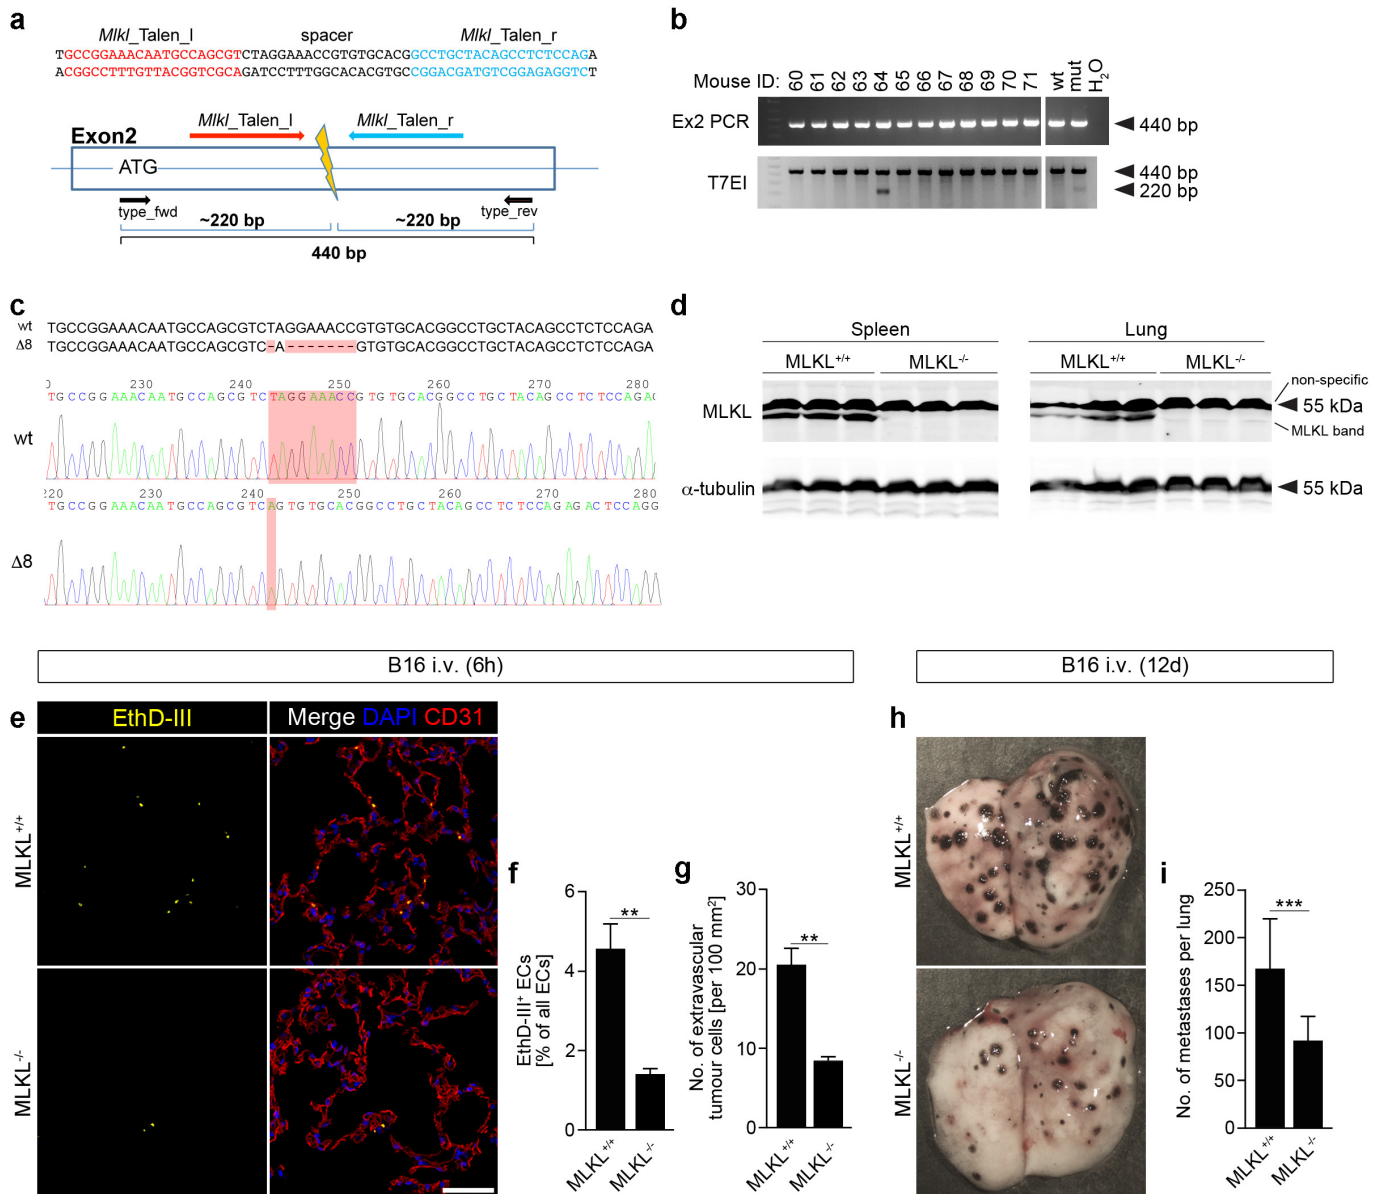 a
Mlkl_Talen_l spacer Mlkl_Talen_r
TGCCGGAAACAATGCCAGCGTCTAGGAAACCGTGTGCACGGCCTGCTACAGCCTCTCCAGA
ACGGCCTTTGTTACGGTCGCAGATCCTTTGGCACACGTGCCGGACGATGTCGGAGAGGTCT
Mlkl_Talen_l Mlkl_Talen_r
Exon2
ATG
type_fwd type_rev
~220 bp ~220 bp
440 bp
b
Mouse ID: 60 61 62 63 64 65 66 67 68 69 70 71 wt mut H2O
Ex2 PCR 440 bp
T7EI 440 bp
220 bp
c
wt TGCCGGAAACAATGCCAGCGTCTAGGAAACCGTGTGCACGGCCTGCTACAGCCTCTCCAGA
Δ8 TGCCGGAAACAATGCCAGCGTC-A-------GTGTGCACGGCCTGCTACAGCCTCTCCAGA
230 240 250 260 270 280
TGCCGGAAACAATGCCAGCGTCTAGGAAACCGTGTGCACGGCCTGCTACAGCCTCTCCAGA
wt
220 230 240 250 260 270 280
TGCCGGAAACAATGCCAGCGTCAGTGTGCACGGCCTGCTACAGCCTCTCCAGAGACTCCAGG
Δ8
d
Spleen Lung
MLKL+/+ MLKL-/- MLKL+/+ MLKL-/-
non-specific
MLKL 55 kDa
MLKL band
α-tubulin 55 kDa
B16 i.v. (6h)
B16 i.v. (12d)
e
EthD-III Merge DAPI CD31
MLKL+/+
MLKL-/-
f
EthD-III+ ECs
[% of all ECs]
6
4
2
0
**
MLKL+/+ MLKL-/-
g
No. of extravascular
tumour cells [per 100 mm²]
30
20
10
0
**
MLKL+/+ MLKL-/-
h
MLKL+/+
MLKL-/-
i
No. of metastases per lung
250
200
150
100
50
0
***
MLKL+/+ MLKL-/-